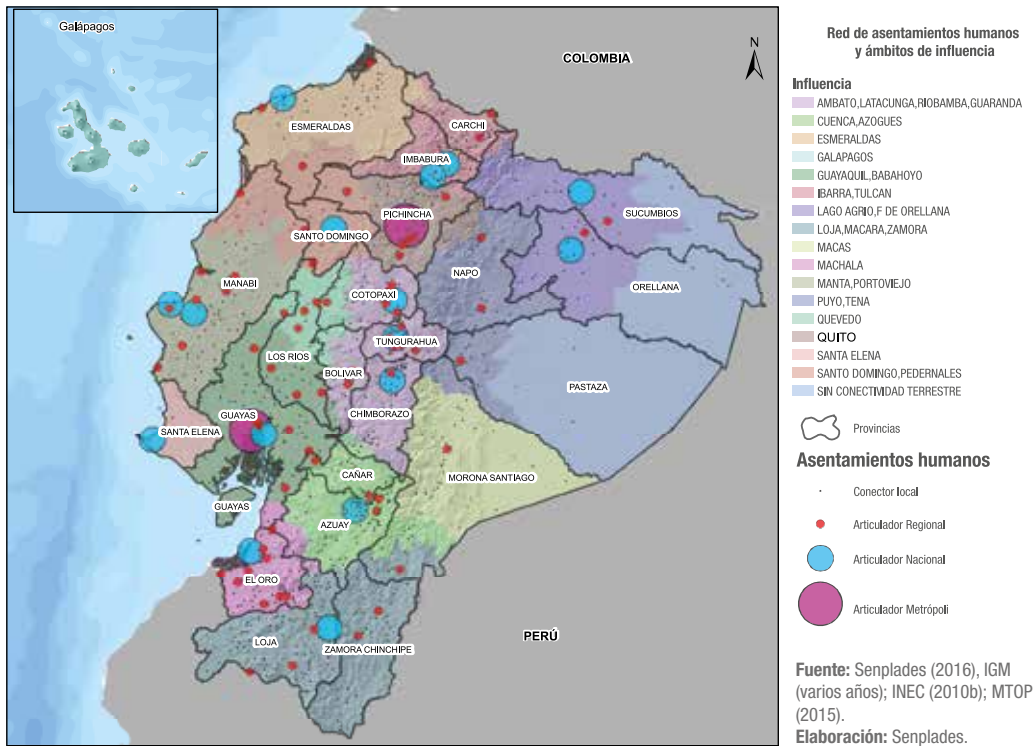 Galápagos
COLOMBIA
N
ESMERALDAS
CARCHI
IMBABURA
PICHINCHA
SUCUMBIOS
SANTO DOMINGO
NAPO
MANABI
ORELLANA
COTOPAXÍ
TUNGURAHUA
LOS RÍOS
BOLIVAR
PASTAZA
CHIMBORAZO
GUAYAS
SANTA ELENA
CAÑAR
MORONA SANTIAGO
GUAYAS
AZUAY
EL ORO
PERÚ
LOJA
ZAMORA CHINCHIPE
Red de asentamientos humanos
y ámbitos de influencia
Influencia
AMBATO,LATACUNGA,RIOBAMBA,GUARANDA
CUENCA,AZOGUES
ESMERALDAS
GALAPAGOS
GUAYAQUIL,BABAHOYO
IBARRA,TULCAN
LAGO AGRIO,F DE ORELLANA
LOJA,MACARA,ZAMORA
MACAS
MACHALA
MANTA,PORTOVIEJO
PUYO,TENA
QUEVEDO
QUITO
SANTA ELENA
SANTO DOMINGO,PEDERNALES
SIN CONECTIVIDAD TERRESTRE
Provincias
Asentamientos humanos
Conector local
Articulador Regional
Articulador Nacional
Articulador Metrópoli
Fuente: Senplades (2016), IGM
(varios años); INEC (2010b); MTOP
(2015).
Elaboración: Senplades.